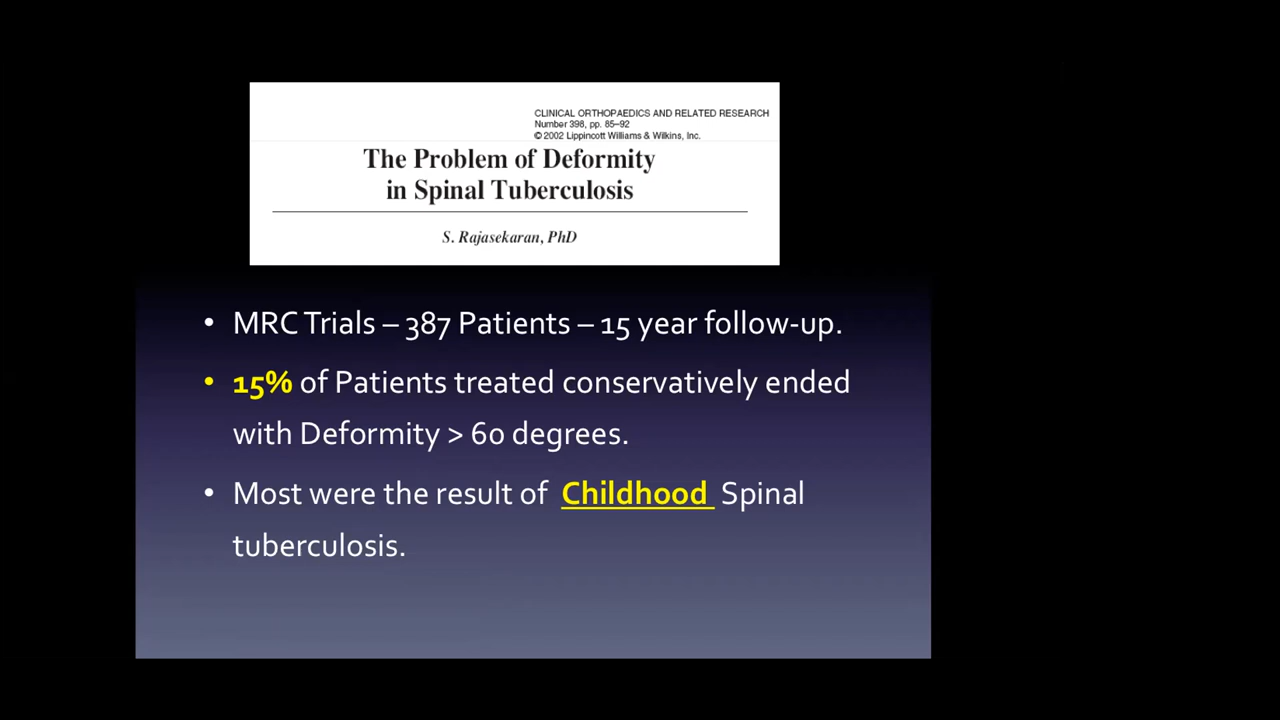 CLINICAL ORTHOPAEDICS AND RELATED RESEARCH
Number 398, pp. 85–92
© 2002 Lippincott Williams & Wilkins, Inc.
The Problem of Deformity
in Spinal Tuberculosis
S. Rajasekaran, PhD
• MRC Trials – 387 Patients – 15 year follow-up.
• 15% of Patients treated conservatively ended
with Deformity > 60 degrees.
• Most were the result of Childhood Spinal
tuberculosis.